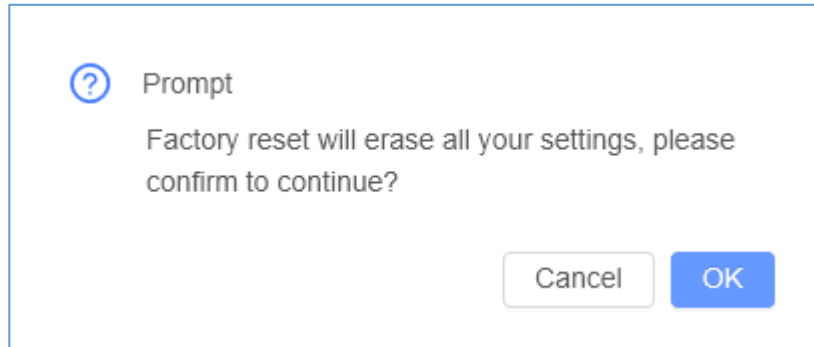 ?
Prompt
Factory reset will erase all your settings, please
confirm to continue?
Cancel OK